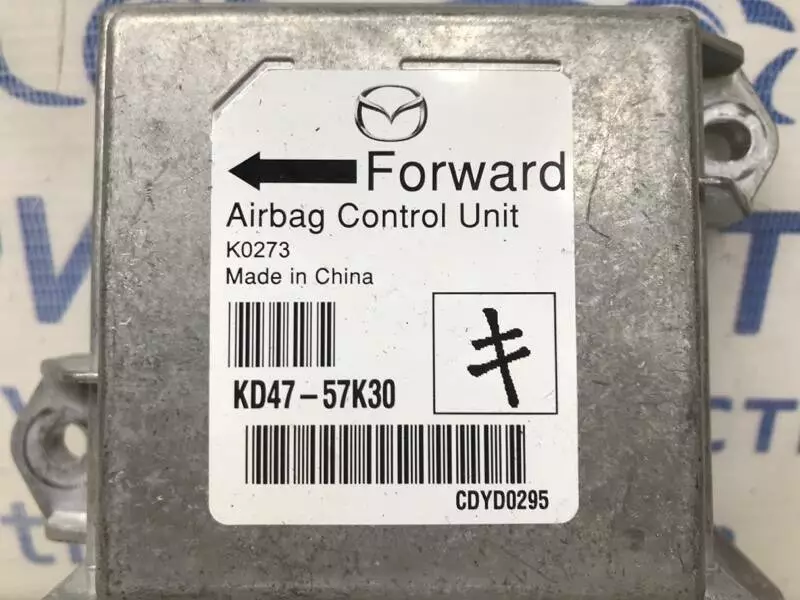 Forward
Airbag Control Unit
K0273
Made in China
キ
KD47-57K30
CDYD0295